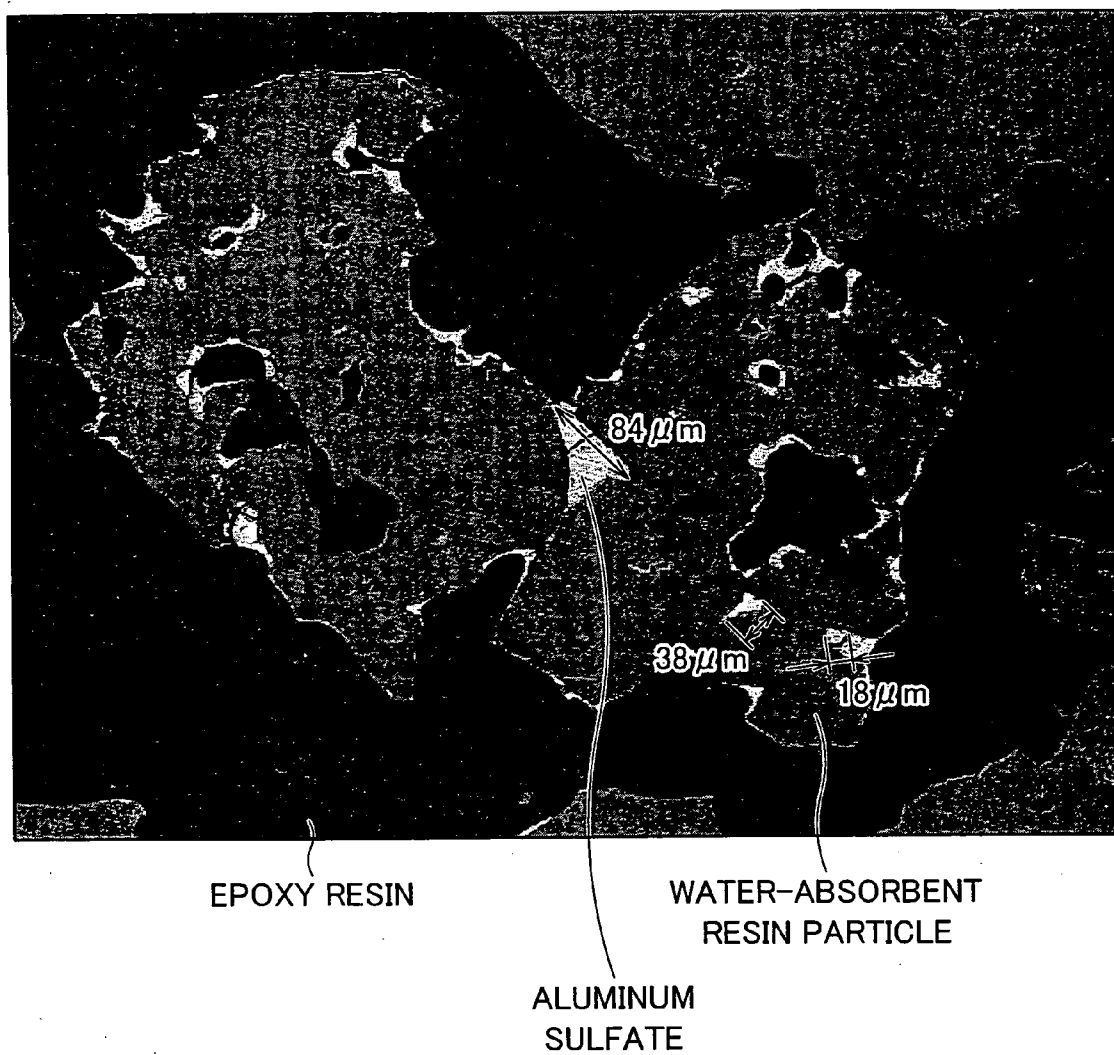 84μm
38μm
18μm
EPOXY RESIN
WATER-ABSORBENT
RESIN PARTICLE
ALUMINUM
SULFATE